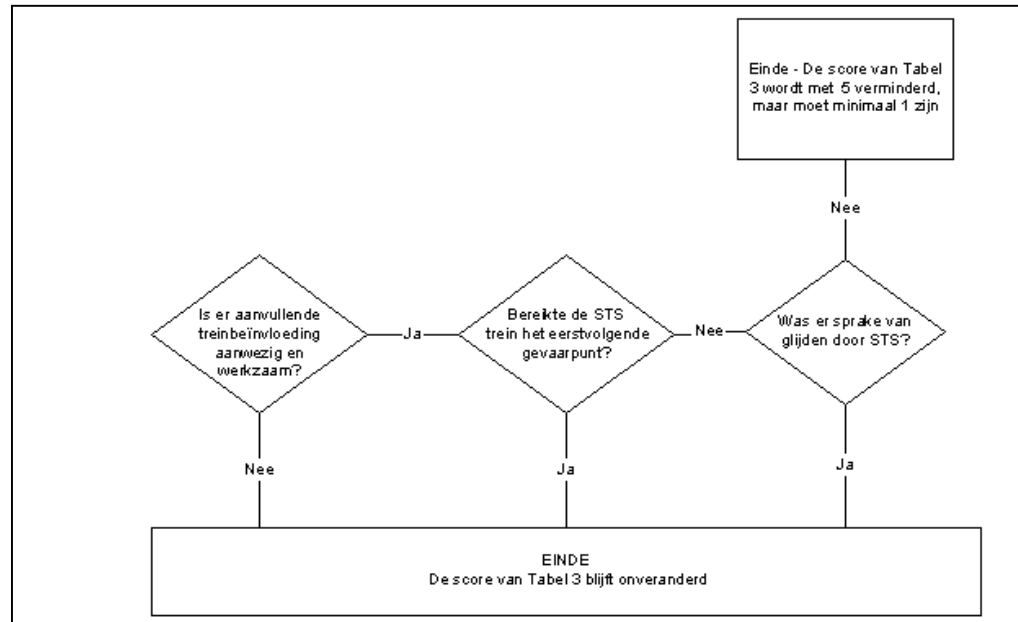 Einde - De score van Tabel
3 wordt met 5 verminderd,
maar moet minimaal 1 zijn
Nee
Is er aanvullende
treinbeïnvloeding
aanwezig en
werkzaam?
Ja
Bereikte de STS
trein het eerstvolgende
gevaarpunt?
Nee
Was er sprake van
glijden door STS?
Nee
Ja
Ja
EINDE
De score van Tabel 3 blijft onveranderd